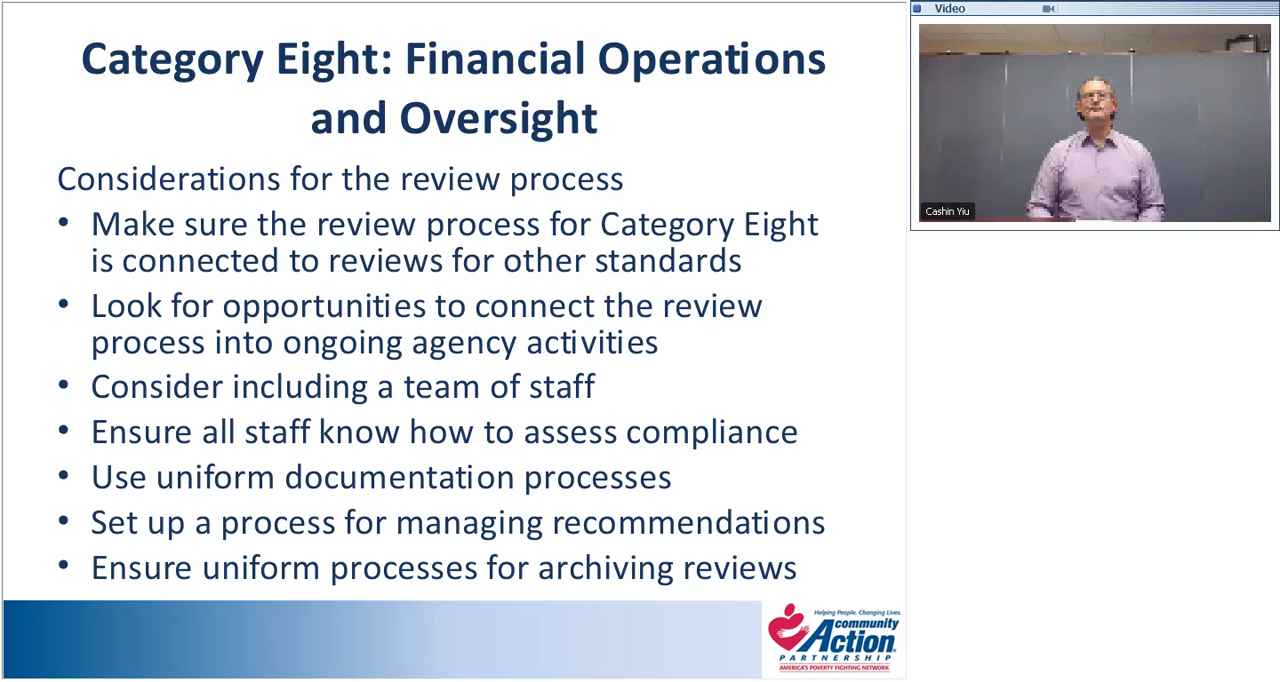 Category Eight: Financial Operations
and Oversight
Considerations for the review process
• Make sure the review process for Category Eight
is connected to reviews for other standards
• Look for opportunities to connect the review
process into ongoing agency activities
• Consider including a team of staff
• Ensure all staff know how to assess compliance
• Use uniform documentation processes
• Set up a process for managing recommendations
• Ensure uniform processes for archiving reviews
Helping People. Changing Lives.
community
Action
PARTNERSHIP
AMERICA'S POVERTY FIGHTING NETWORK
Video
Cashin Yiu